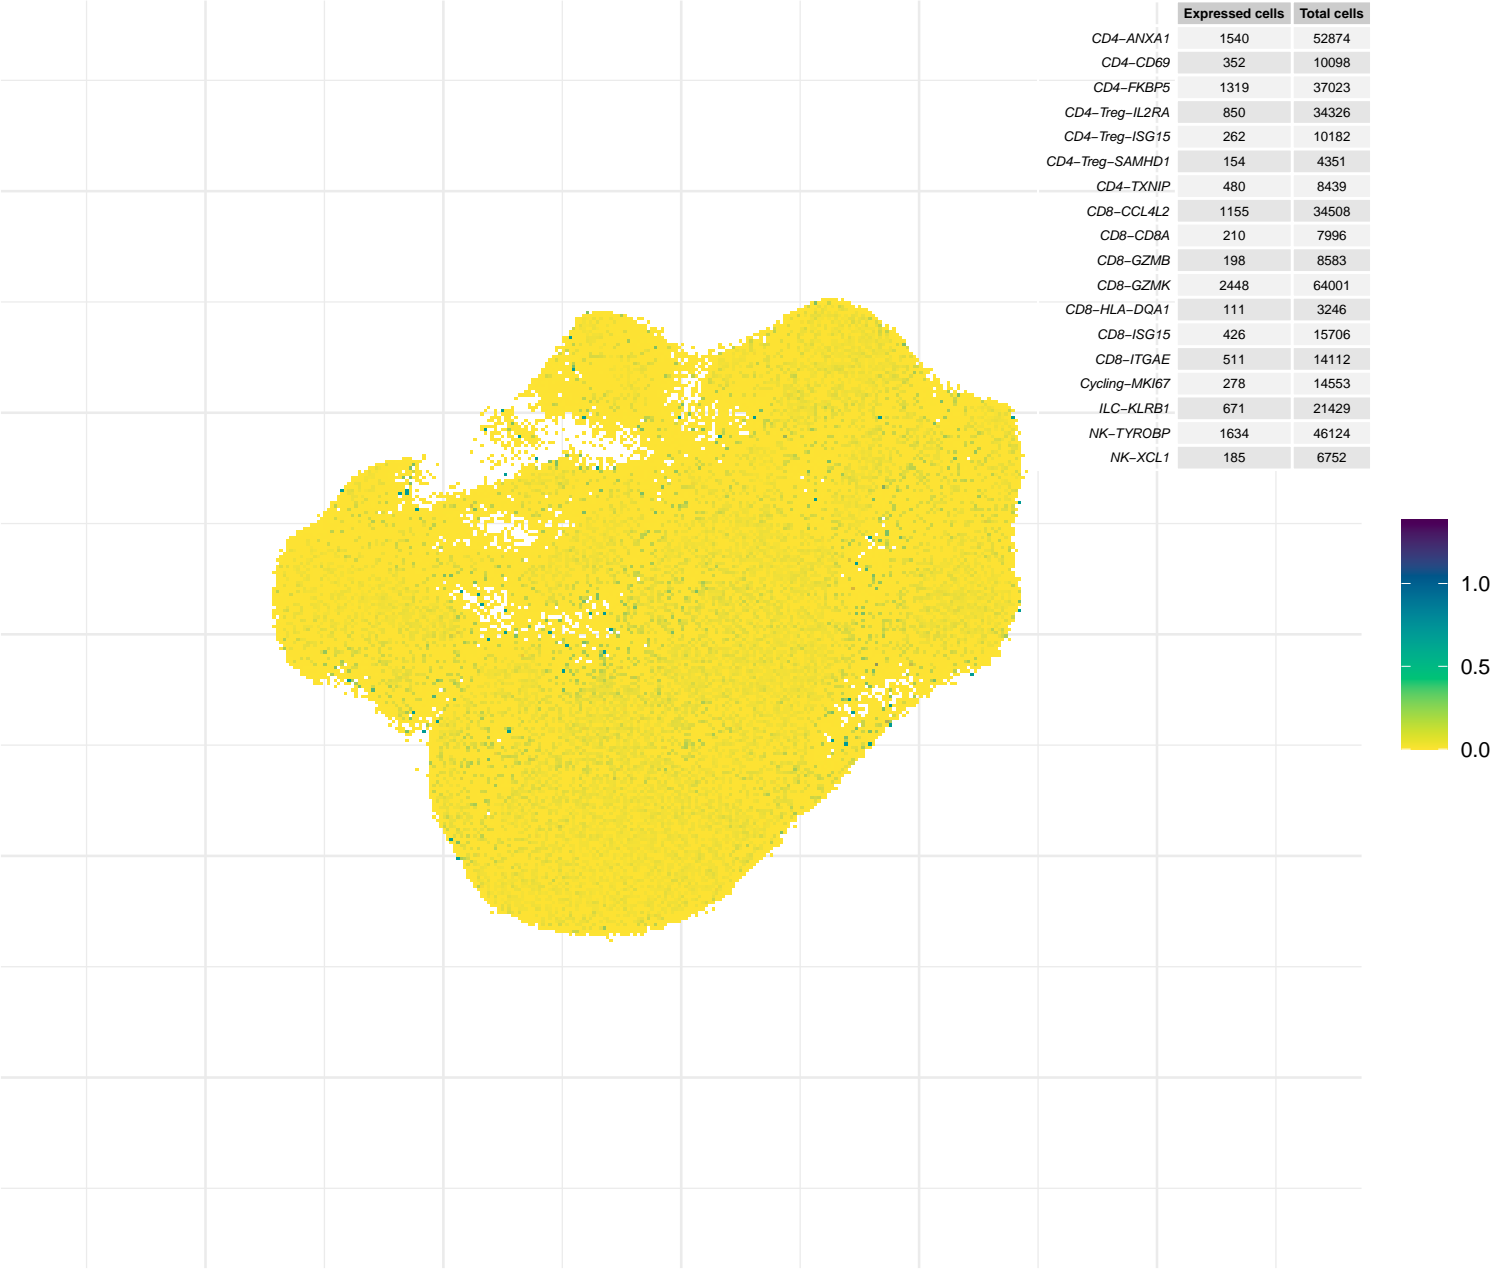 Expressed cells Total cells
CD4−ANXA1 1540 52874
CD4−CD69 352 10098
CD4−FKBP5 1319 37023
CD4−Treg−IL2RA 850 34326
CD4−Treg−ISG15 262 10182
CD4−Treg−SAMHD1 154 4351
CD4−TXNIP 480 8439
CD8−CCL4L2 1155 34508
CD8−CD8A 210 7996
CD8−GZMB 198 8583
CD8−GZMK 2448 64001
CD8−HLA−DQA1 111 3246
CD8−ISG15 426 15706
CD8−ITGAE 511 14112
Cycling−MKI67 278 14553
ILC−KLRB1 671 21429
NK−TYROBP 1634 46124
NK−XCL1 185 6752
1.0
0.5
0.0